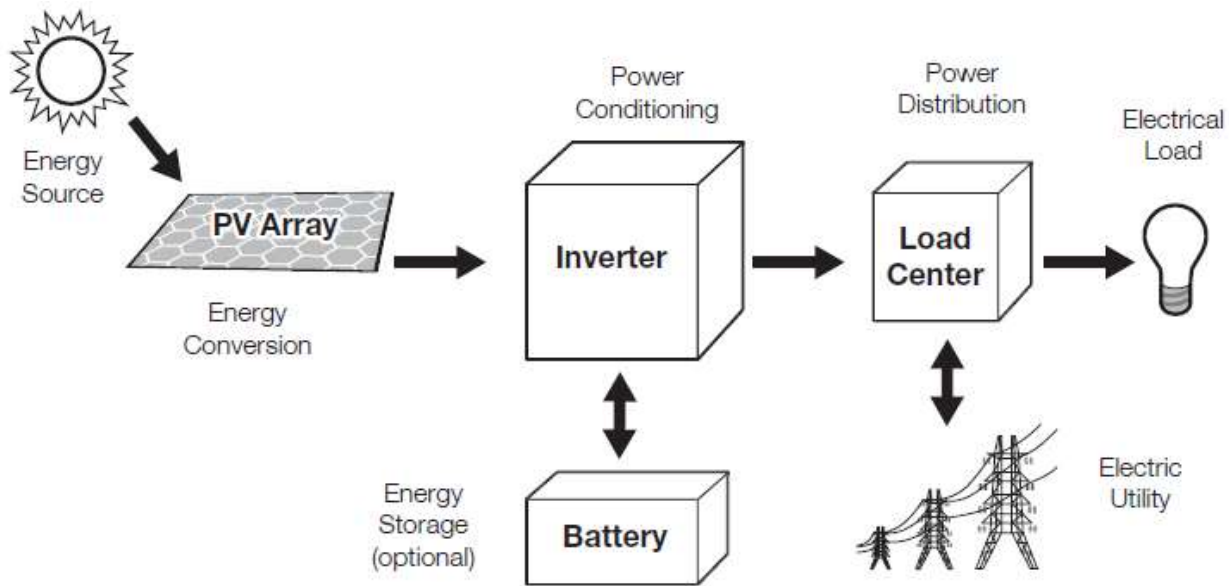 Energy
Source
PV Array
Energy
Conversion
Power
Conditioning
Inverter
Power
Distribution
Load
Center
Electrical
Load
Energy
Storage
(optional)
Battery
Electric
Utility